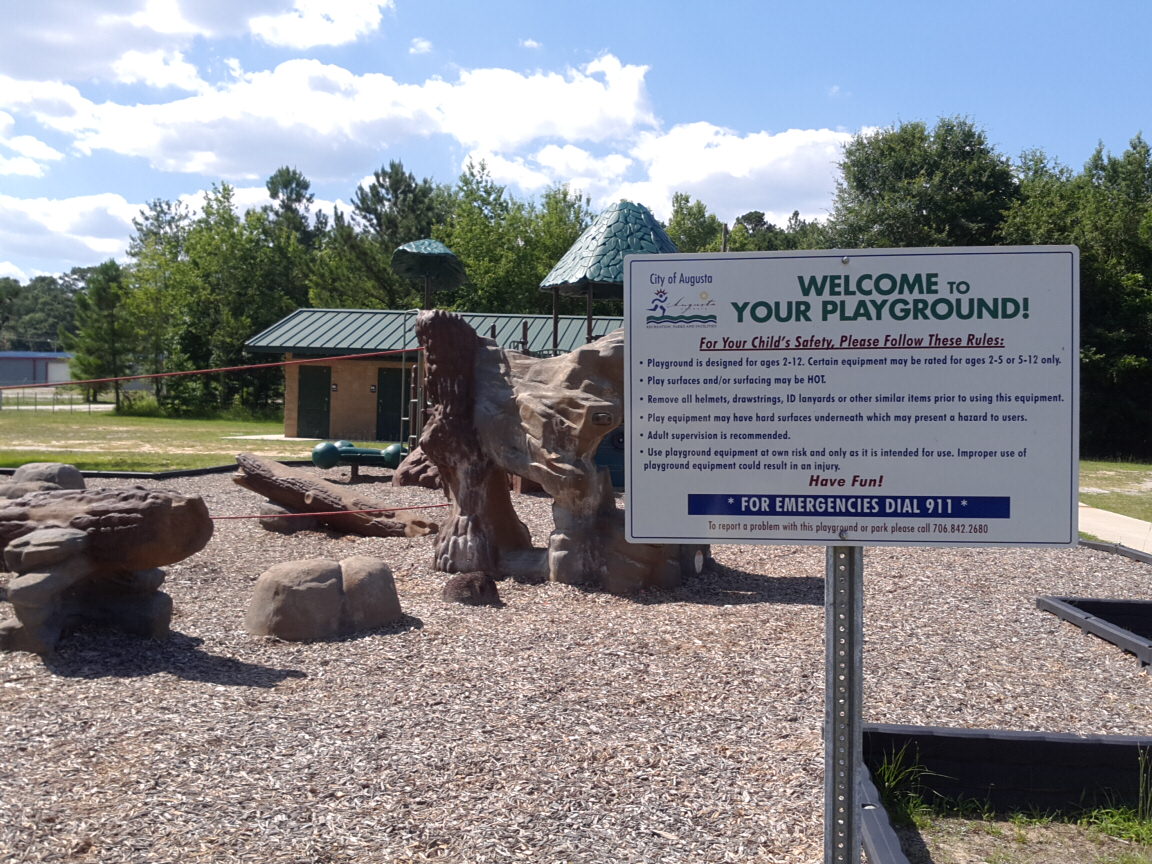 City of Augusta
Augusta
RECREATION, PARKS AND FACILITIES
WELCOME TO
YOUR PLAYGROUND!
For Your Child's Safety, Please Follow These Rules:
• Playground is designed for ages 2-12. Certain equipment may be rated for ages 2-5 or 5-12 only.
• Play surfaces and/or surfacing may be HOT.
• Remove all helmets, drawstrings, ID lanyards or other similar items prior to using this equipment.
• Play equipment may have hard surfaces underneath which may present a hazard to users.
• Adult supervision is recommended.
• Use playground equipment at own risk and only as it is intended for use. Improper use of
playground equipment could result in an injury.
Have Fun!
* FOR EMERGENCIES DIAL 911 *
To report a problem with this playground or park please call 706.842.2680